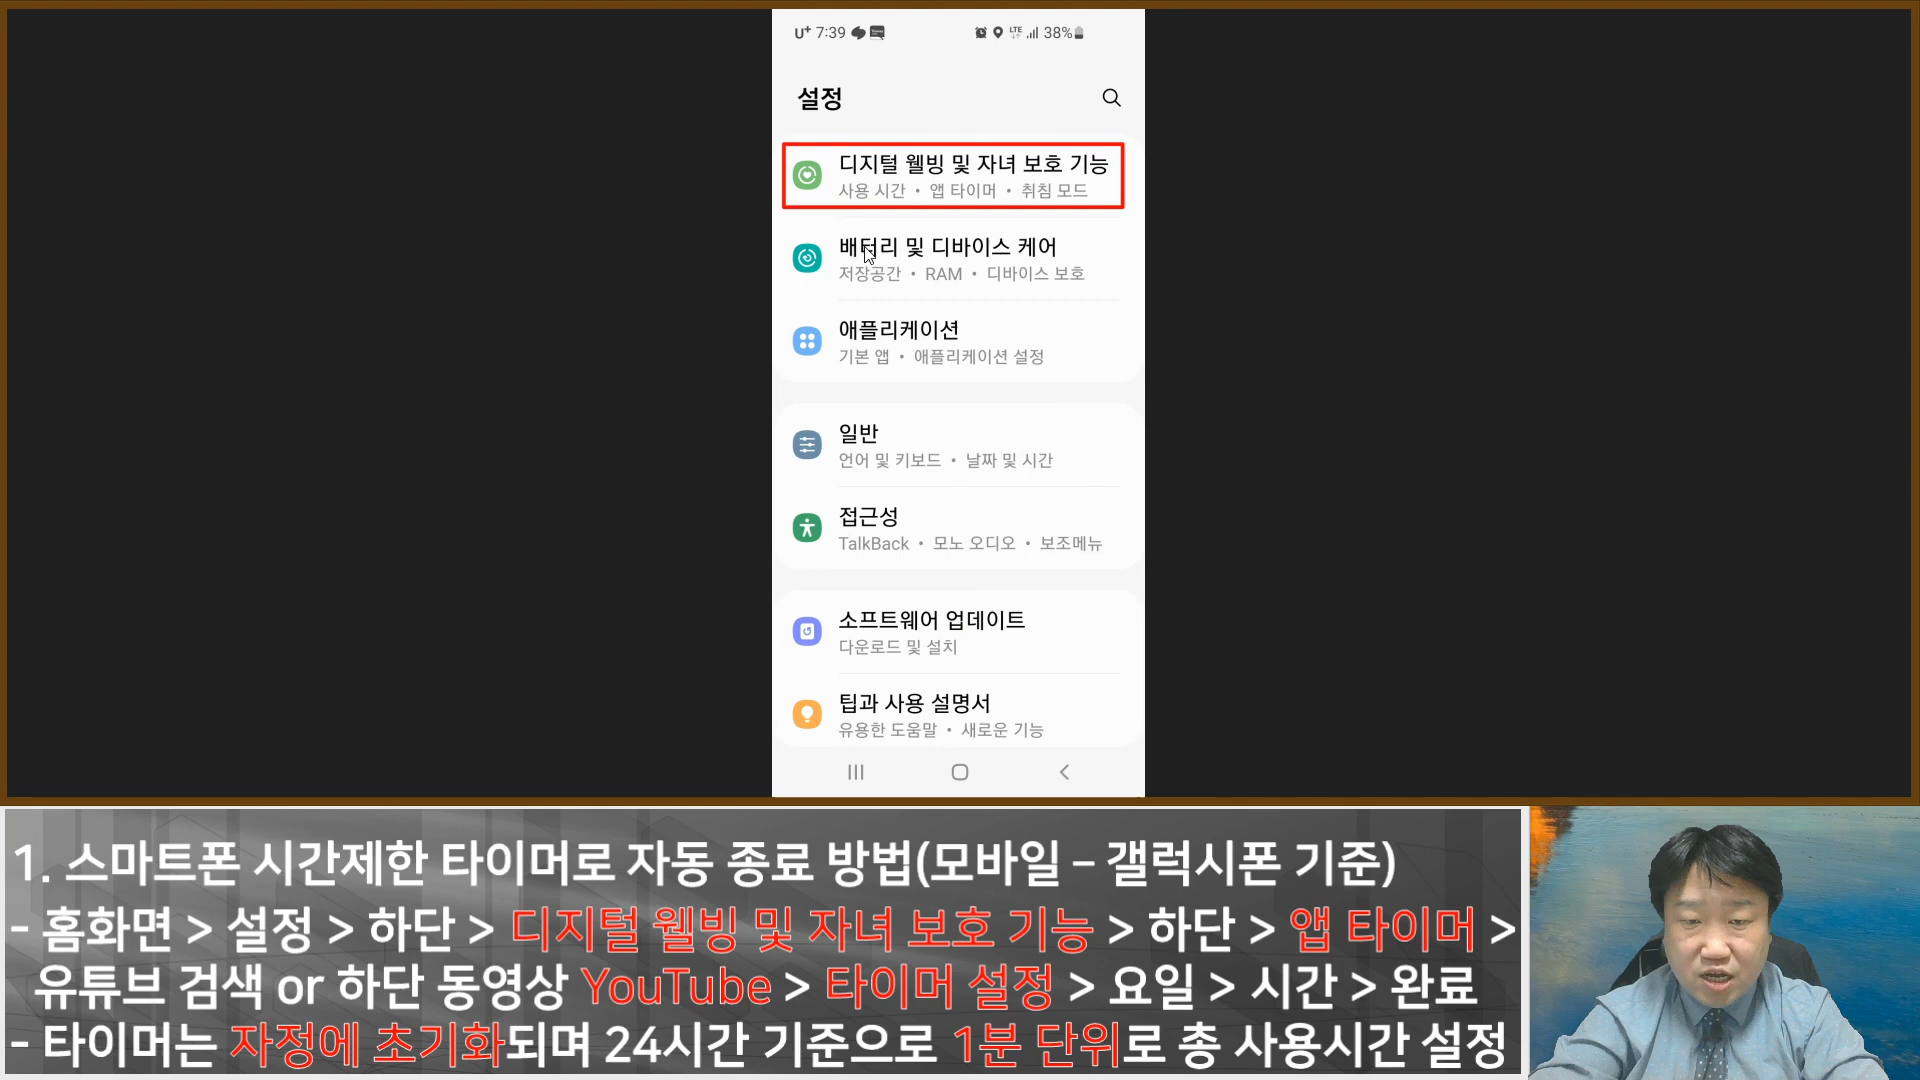 U+ 7:39 LTE 38%
설정
디지털 웰빙 및 자녀 보호 기능
사용 시간 • 앱 타이머 • 취침 모드
배터리 및 디바이스 케어
저장공간 • RAM • 디바이스 보호
애플리케이션
기본 앱 • 애플리케이션 설정
일반
언어 및 키보드 • 날짜 및 시간
접근성
TalkBack • 모노 오디오 • 보조메뉴
소프트웨어 업데이트
다운로드 및 설치
팁과 사용 설명서
유용한 도움말 • 새로운 기능
1. 스마트폰 시간제한 타이머로 자동 종료 방법(모바일 – 갤럭시폰 기준)
- 홈화면 > 설정 > 하단 > 디지털 웰빙 및 자녀 보호 기능 > 하단 > 앱 타이머 >
유튜브 검색 or 하단 동영상 YouTube > 타이머 설정 > 요일 > 시간 > 완료
- 타이머는 자정에 초기화되며 24시간 기준으로 1분 단위로 총 사용시간 설정